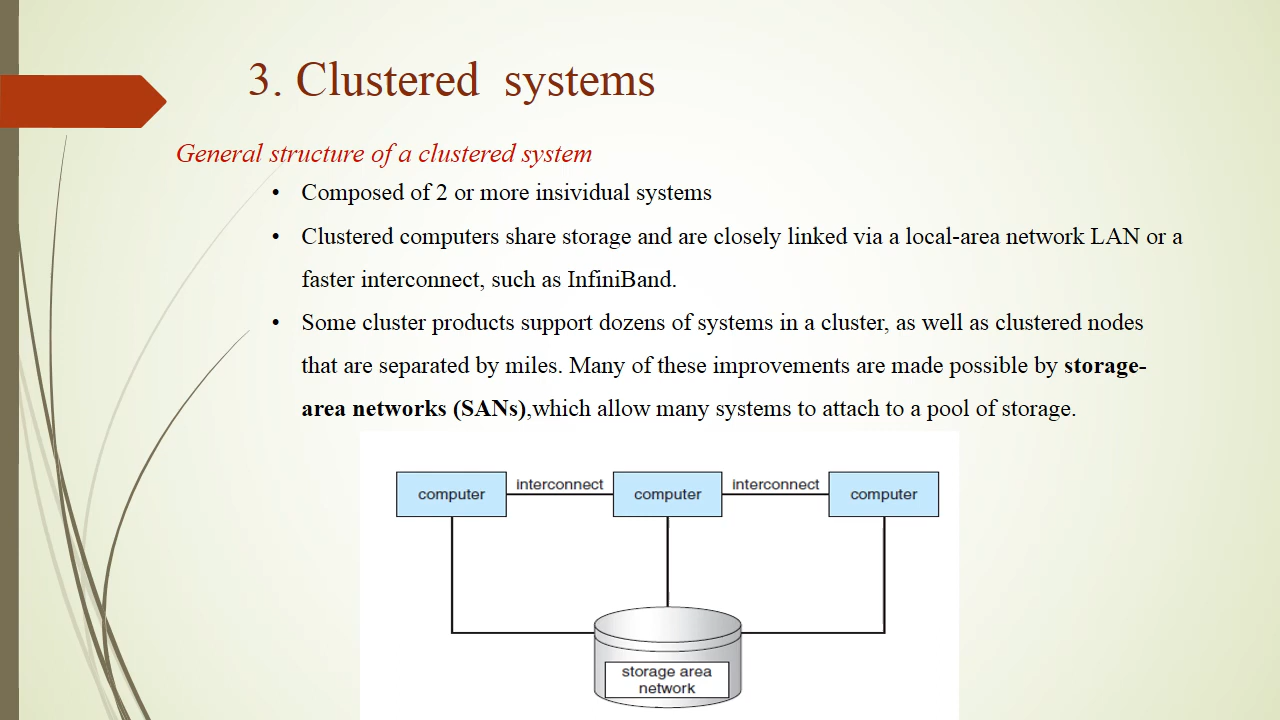 3. Clustered systems
General structure of a clustered system
• Composed of 2 or more insividual systems
• Clustered computers share storage and are closely linked via a local-area network LAN or a
faster interconnect, such as InfiniBand.
• Some cluster products support dozens of systems in a cluster, as well as clustered nodes
that are separated by miles. Many of these improvements are made possible by storage-
area networks (SANs),which allow many systems to attach to a pool of storage.
computer interconnect computer interconnect computer
storage area
network